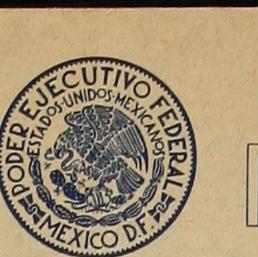 PODER EJECUTIVO FEDERAL
ESTADOS·UNIDOS·MEXICANOS
MEXICO D.F.